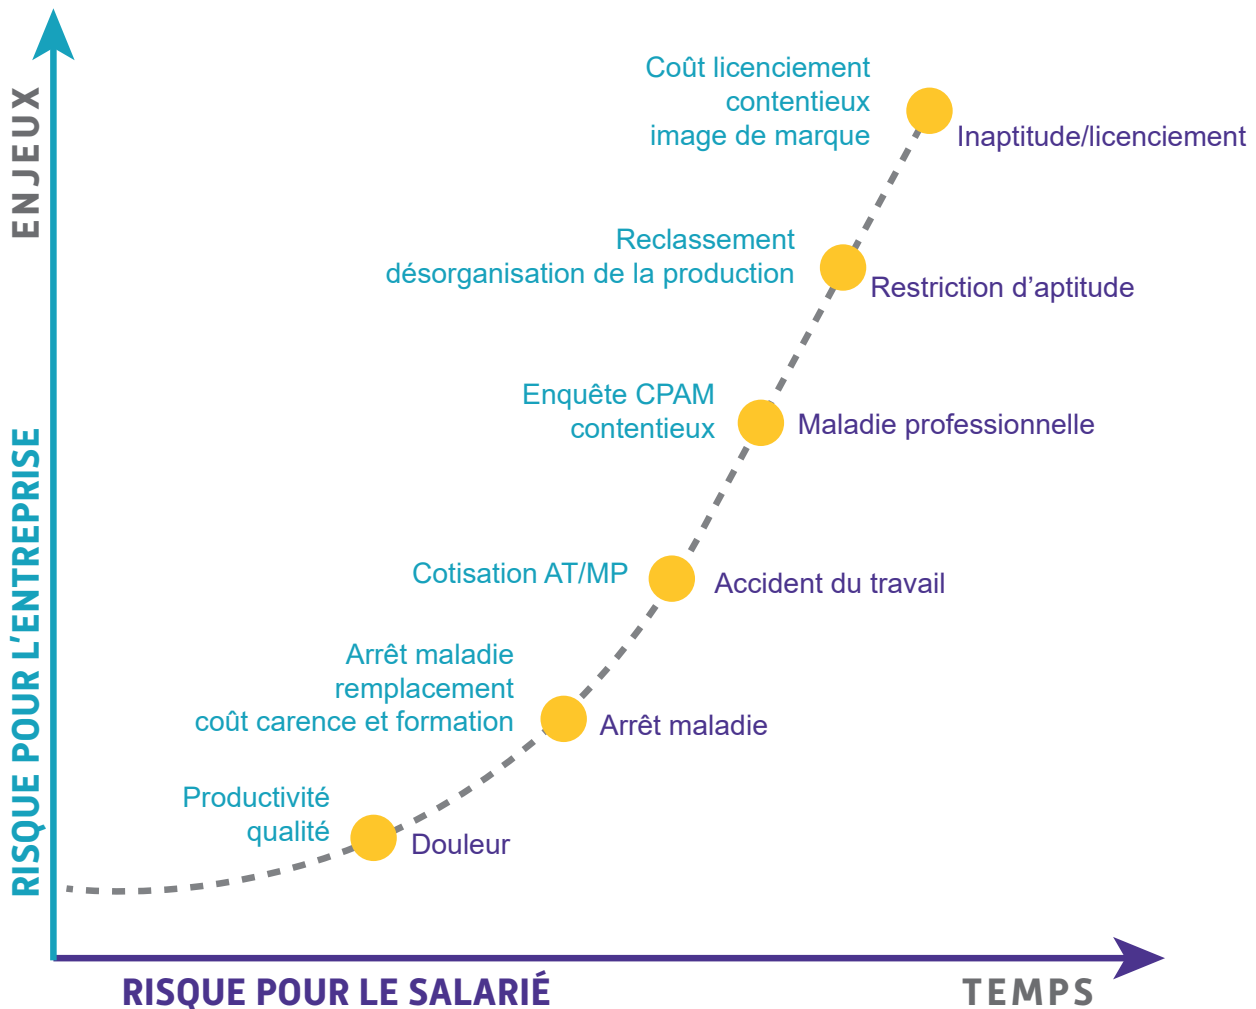 ENJEUX
RISQUE POUR L'ENTREPRISE
Coût licenciement
contentieux
image de marque
Inaptitude/licenciement
Reclassement
désorganisation de la production
Restriction d’aptitude
Enquête CPAM
contentieux
Maladie professionnelle
Cotisation AT/MP
Accident du travail
Arrêt maladie
remplacement
coût carence et formation
Arrêt maladie
Productivité
qualité
Douleur
RISQUE POUR LE SALARIÉ
TEMPS